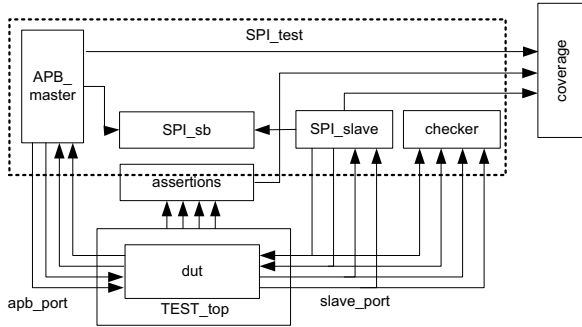 SPI_test
APB_
master
coverage
SPI_sb
SPI_slave
checker
assertions
dut
apb_port
TEST_top
slave_port